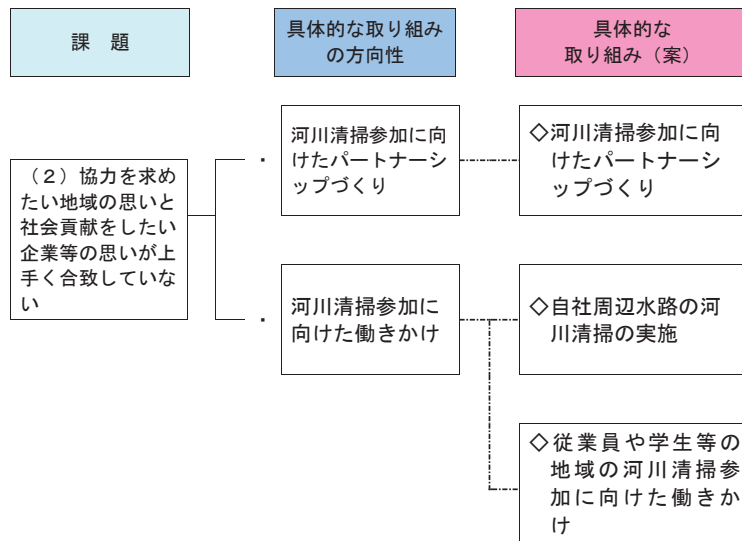 課 題
具体的な取り組み
の方向性
具体的な
取り組み（案）
（２）協力を求め
たい地域の思いと
社会貢献をしたい
企業等の思いが上
手く合致していな
い
・
河川清掃参加に向
けたパートナーシ
ップづくり
◇河川清掃参加に向
けたパートナーシ
ップづくり
・
河川清掃参加に
向けた働きかけ
◇自社周辺水路の河
川清掃の実施
◇従業員や学生等の
地域の河川清掃参
加に向けた働きか
け